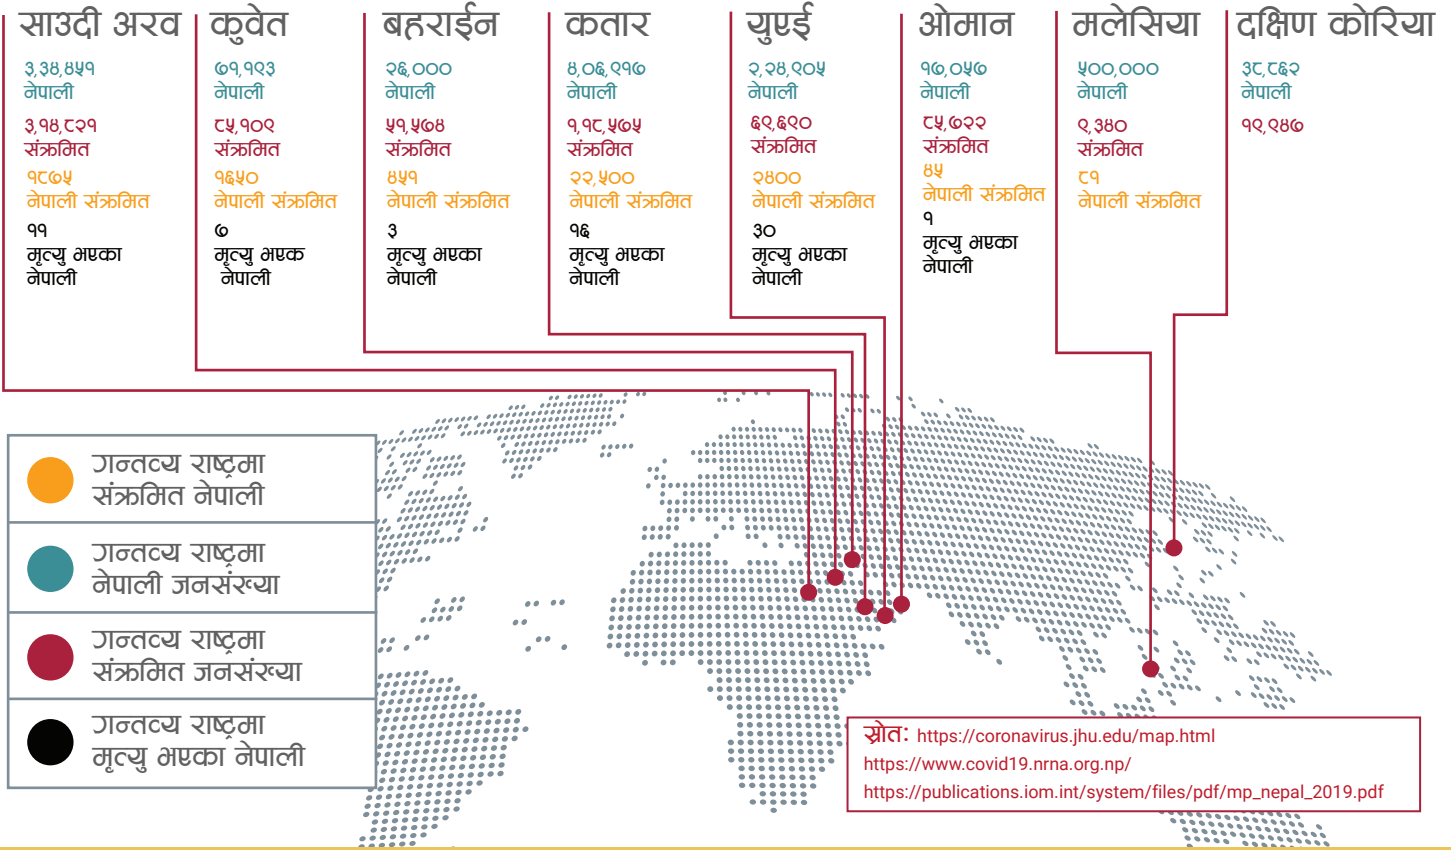 साउदी अरव
३,३४,४५१
नेपाली
३,१४,८२१
संक्रमित
१८७५
नेपाली संक्रमित
११
मृत्यु भएका
नेपाली
कुवेत
७१,१९३
नेपाली
८५,१०९
संक्रमित
१६५०
नेपाली संक्रमित
७
मृत्यु भएक
नेपाली
बहराईन
२६,०००
नेपाली
५१,५७४
संक्रमित
४५१
नेपाली संक्रमित
३
मृत्यु भएका
नेपाली
कतार
४,०६,९१७
नेपाली
१,१८,५७५
संक्रमित
२२,५००
नेपाली संक्रमित
१६
मृत्यु भएका
नेपाली
युएई
२,२४,९०५
नेपाली
६९,६९०
संक्रमित
२४००
नेपाली संक्रमित
३०
मृत्यु भएका
नेपाली
ओमान
१७,०५७
नेपाली
८५,७२२
संक्रमित
४५
नेपाली संक्रमित
१
मृत्यु भएका
नेपाली
मलेसिया
५००,०००
नेपाली
९,३४०
संक्रमित
८१
नेपाली संक्रमित
दक्षिण कोरिया
३८,८६२
नेपाली
१९,९४७
गन्तव्य राष्ट्रमा
संक्रमित नेपाली
गन्तव्य राष्ट्रमा
नेपाली जनसंख्या
गन्तव्य राष्ट्रमा
संक्रमित जनसंख्या
गन्तव्य राष्ट्रमा
मृत्यु भएका नेपाली
स्रोत: https://coronavirus.jhu.edu/map.html
https://www.covid19.nrna.org.np/
https://publications.iom.int/system/files/pdf/mp_nepal_2019.pdf